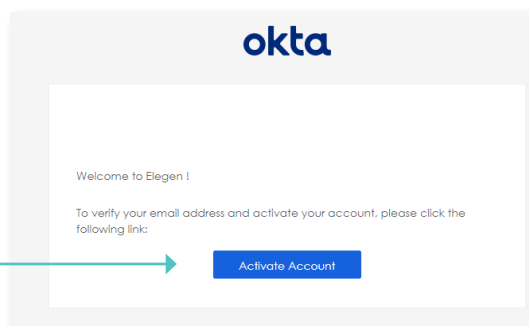 okta
Welcome to Elegen !
To verify your email address and activate your account, please click the
following link:
Activate Account